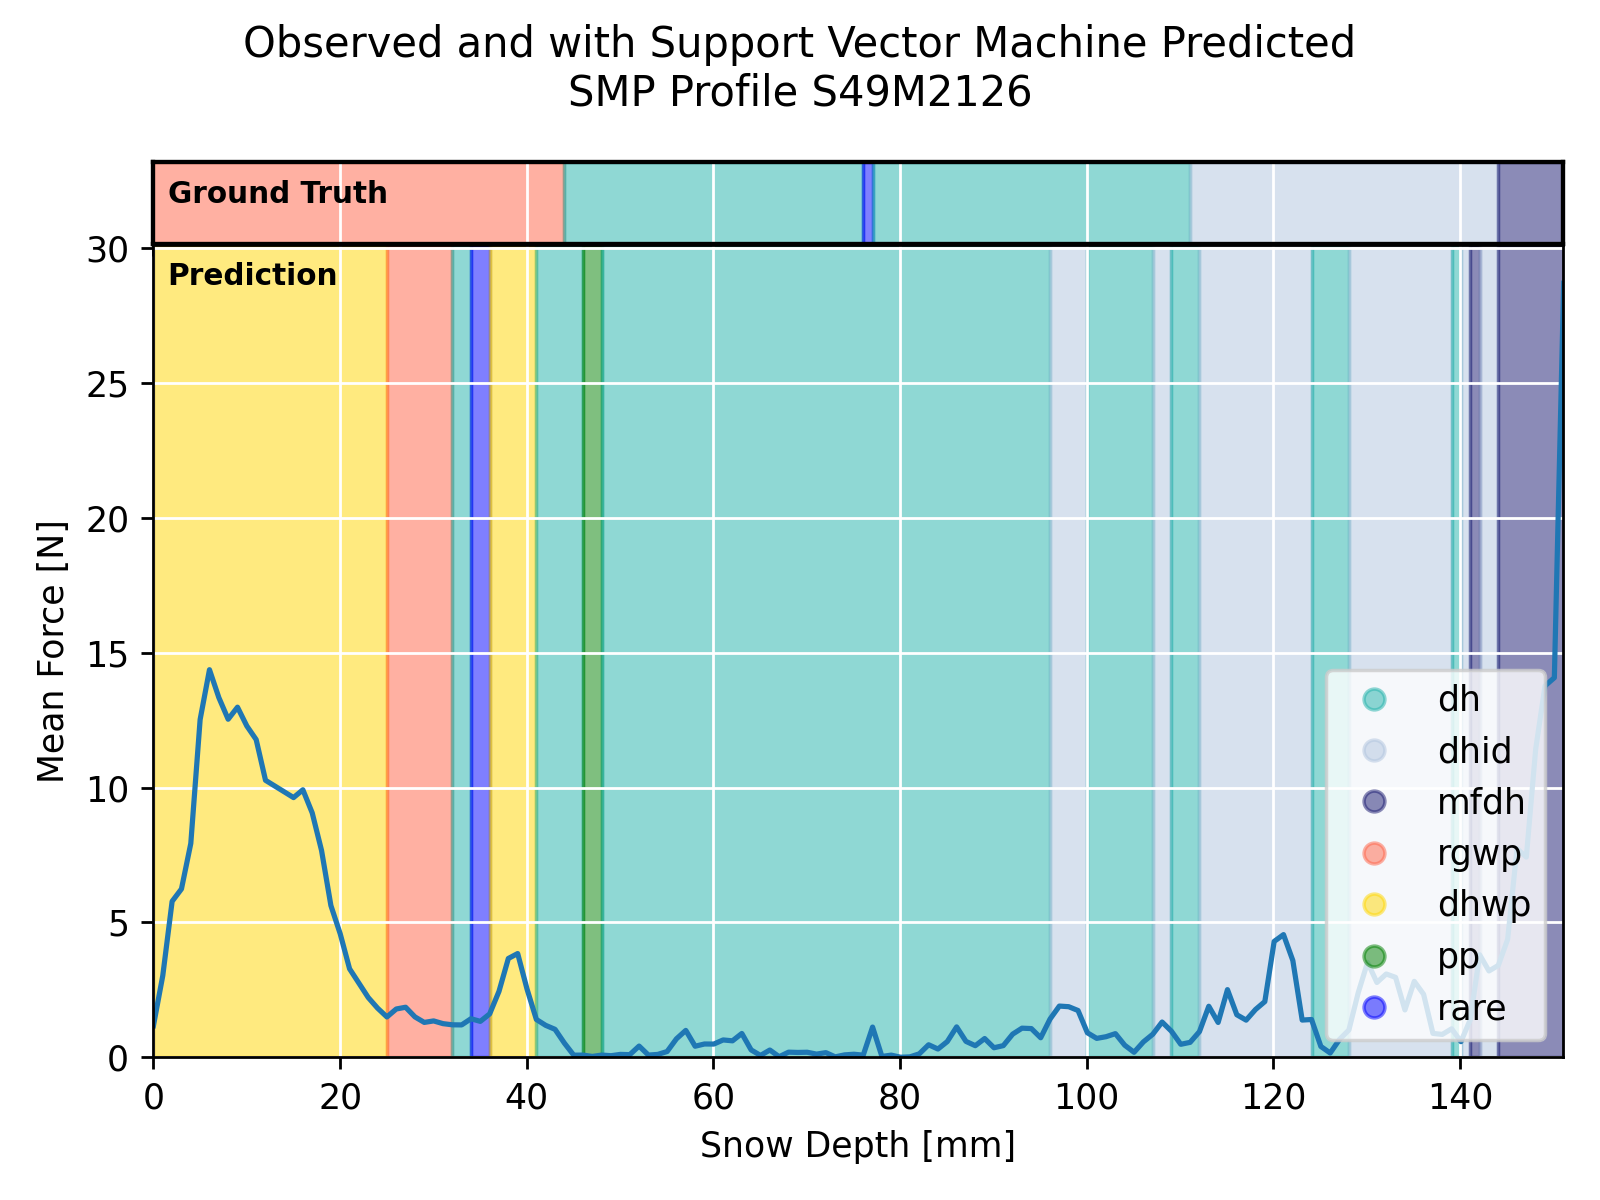 Observed and with Support Vector Machine Predicted
SMP Profile S49M2126
Ground Truth
Prediction
30
25
20
15
10
5
0
Mean Force [N]
dh
dhid
mfdh
rgwp
dhwp
pp
rare
0 20 40 60 80 100 120 140
Snow Depth [mm]